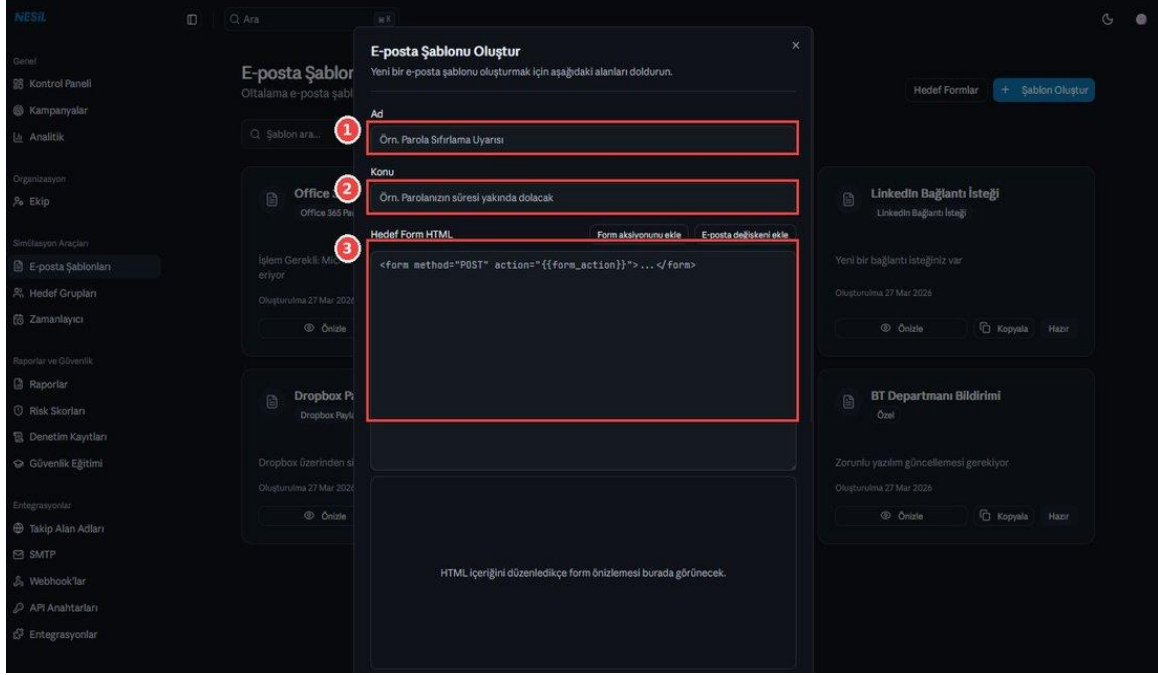 NESİL
Ara
⌘ K
Genel
Kontrol Paneli
Kampanyalar
Analitik
Organizasyon
Ekip
Simülasyon Araçları
E-posta Şablonları
Hedef Grupları
Zamanlayıcı
Raporlar ve Güvenlik
Raporlar
Risk Skorları
Denetim Kayıtları
Güvenlik Eğitimi
Entegrasyonlar
Takip Alan Adları
SMTP
Webhook'lar
API Anahtarları
Entegrasyonlar
E-posta Şablon
Oltalama e-posta şabl
Hedef Formlar
+ Şablon Oluştur
Şablon ara...
Office 3
Office 365 Pa
İşlem Gerekli: Mic
eriyor
Oluşturulma 27 Mar 2026
Önizle
LinkedIn Bağlantı İsteği
LinkedIn Bağlantı İsteği
Yeni bir bağlantı isteğiniz var
Oluşturulma 27 Mar 2026
Önizle
Kopyala
Hazır
Dropbox Pa
Dropbox Payla
Dropbox üzerinden si
Oluşturulma 27 Mar 2026
Önizle
BT Departmanı Bildirimi
Özel
Zorunlu yazılım güncellemesi gerekiyor
Oluşturulma 27 Mar 2026
Önizle
Kopyala
Hazır
E-posta Şablonu Oluştur
Yeni bir e-posta şablonu oluşturmak için aşağıdaki alanları doldurun.
Ad
1
Örn. Parola Sıfırlama Uyarısı
Konu
2
Örn. Parolanızın süresi yakında dolacak
Hedef Form HTML
Form aksiyonunu ekle
E-posta değişkeni ekle
3
<form method="POST" action="{{form_action}}">...</form>
HTML içeriğini düzenledikçe form önizlemesi burada görünecek.